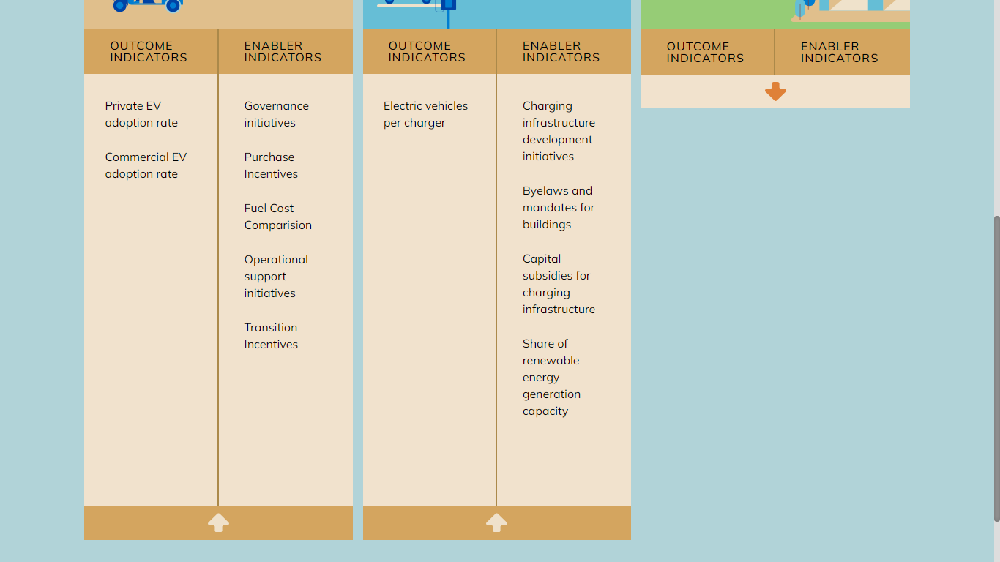 OUTCOME
INDICATORS
ENABLER
INDICATORS
Private EV
adoption rate
Commercial EV
adoption rate
Governance
initiatives
Purchase
Incentives
Fuel Cost
Comparision
Operational
support
initiatives
Transition
Incentives
OUTCOME
INDICATORS
ENABLER
INDICATORS
Electric vehicles
per charger
Charging
infrastructure
development
initiatives
Byelaws and
mandates for
buildings
Capital
subsidies for
charging
infrastructure
Share of
renewable
energy
generation
capacity
OUTCOME
INDICATORS
ENABLER
INDICATORS